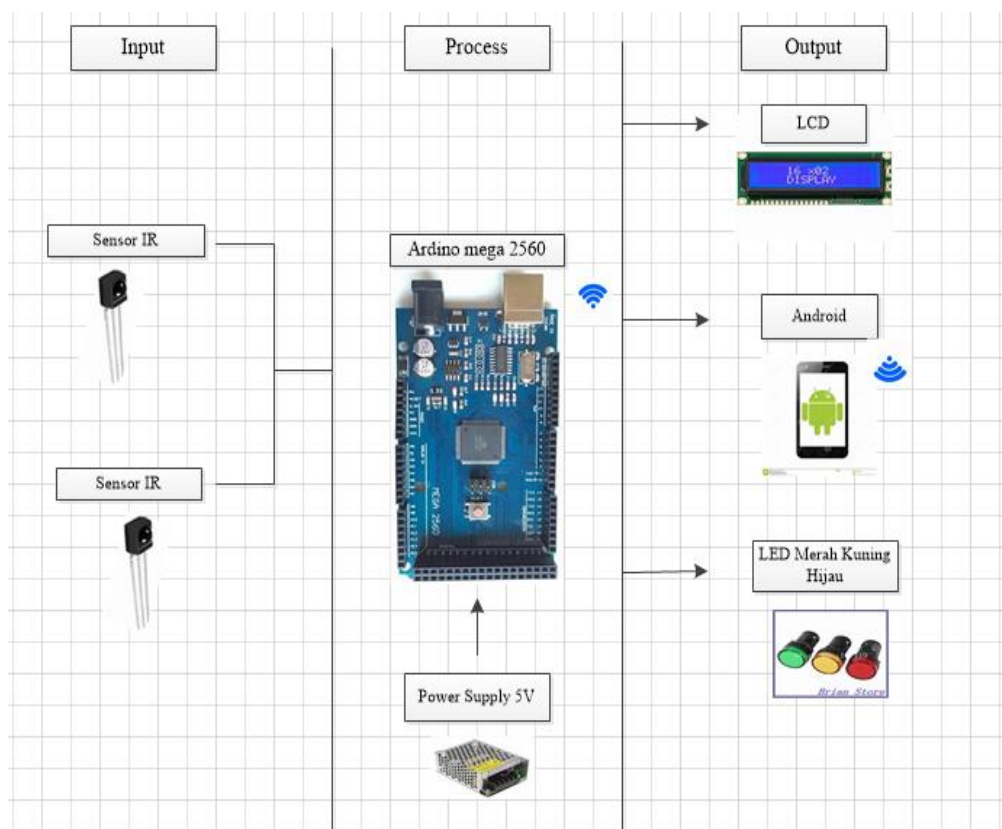 Input
Process
Output
LCD
16 x02
DISPLAY
Sensor IR
Ardino mega 2560
Android
Sensor IR
MEGA 2560
LED Merah Kuning
Hijau
Brian Store
Power Supply 5V